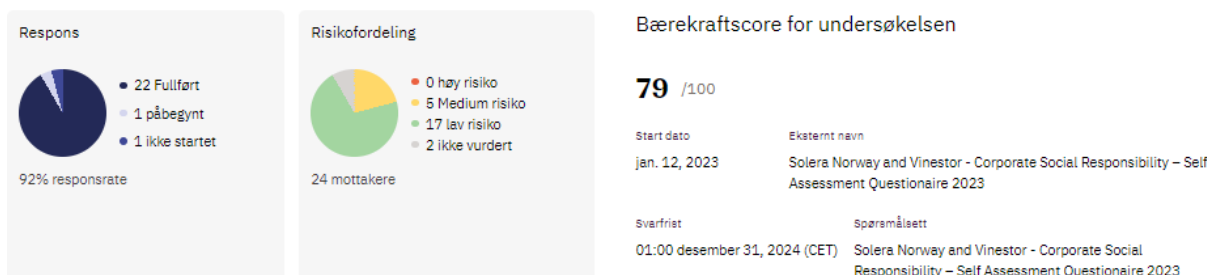 Respons
22 Fullført
1 påbegynt
1 ikke startet
92% responsrate
Risikofordeling
0 høy risiko
5 Medium risiko
17 lav risiko
2 ikke vurdert
24 mottakere
Bærekraftscore for undersøkelsen
79 /100
Start dato
jan. 12, 2023
Eksternt navn
Solera Norway and Vinestor - Corporate Social Responsibility – Self
Assessment Questionaire 2023
Svarfrist
01:00 desember 31, 2024 (CET)
Spørsmålsett
Solera Norway and Vinestor - Corporate Social
Responsibility – Self Assessment Questionaire 2023